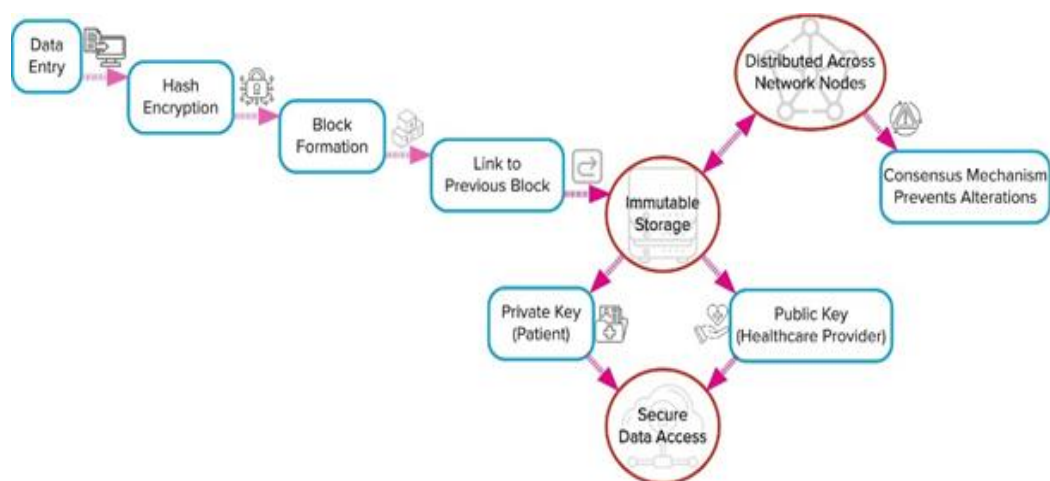 Data
Entry
Hash
Encryption
Block
Formation
Link to
Previous Block
Immutable
Storage
Distributed Across
Network Nodes
Consensus Mechanism
Prevents Alterations
Private Key
(Patient)
Public Key
(Healthcare Provider)
Secure
Data Access